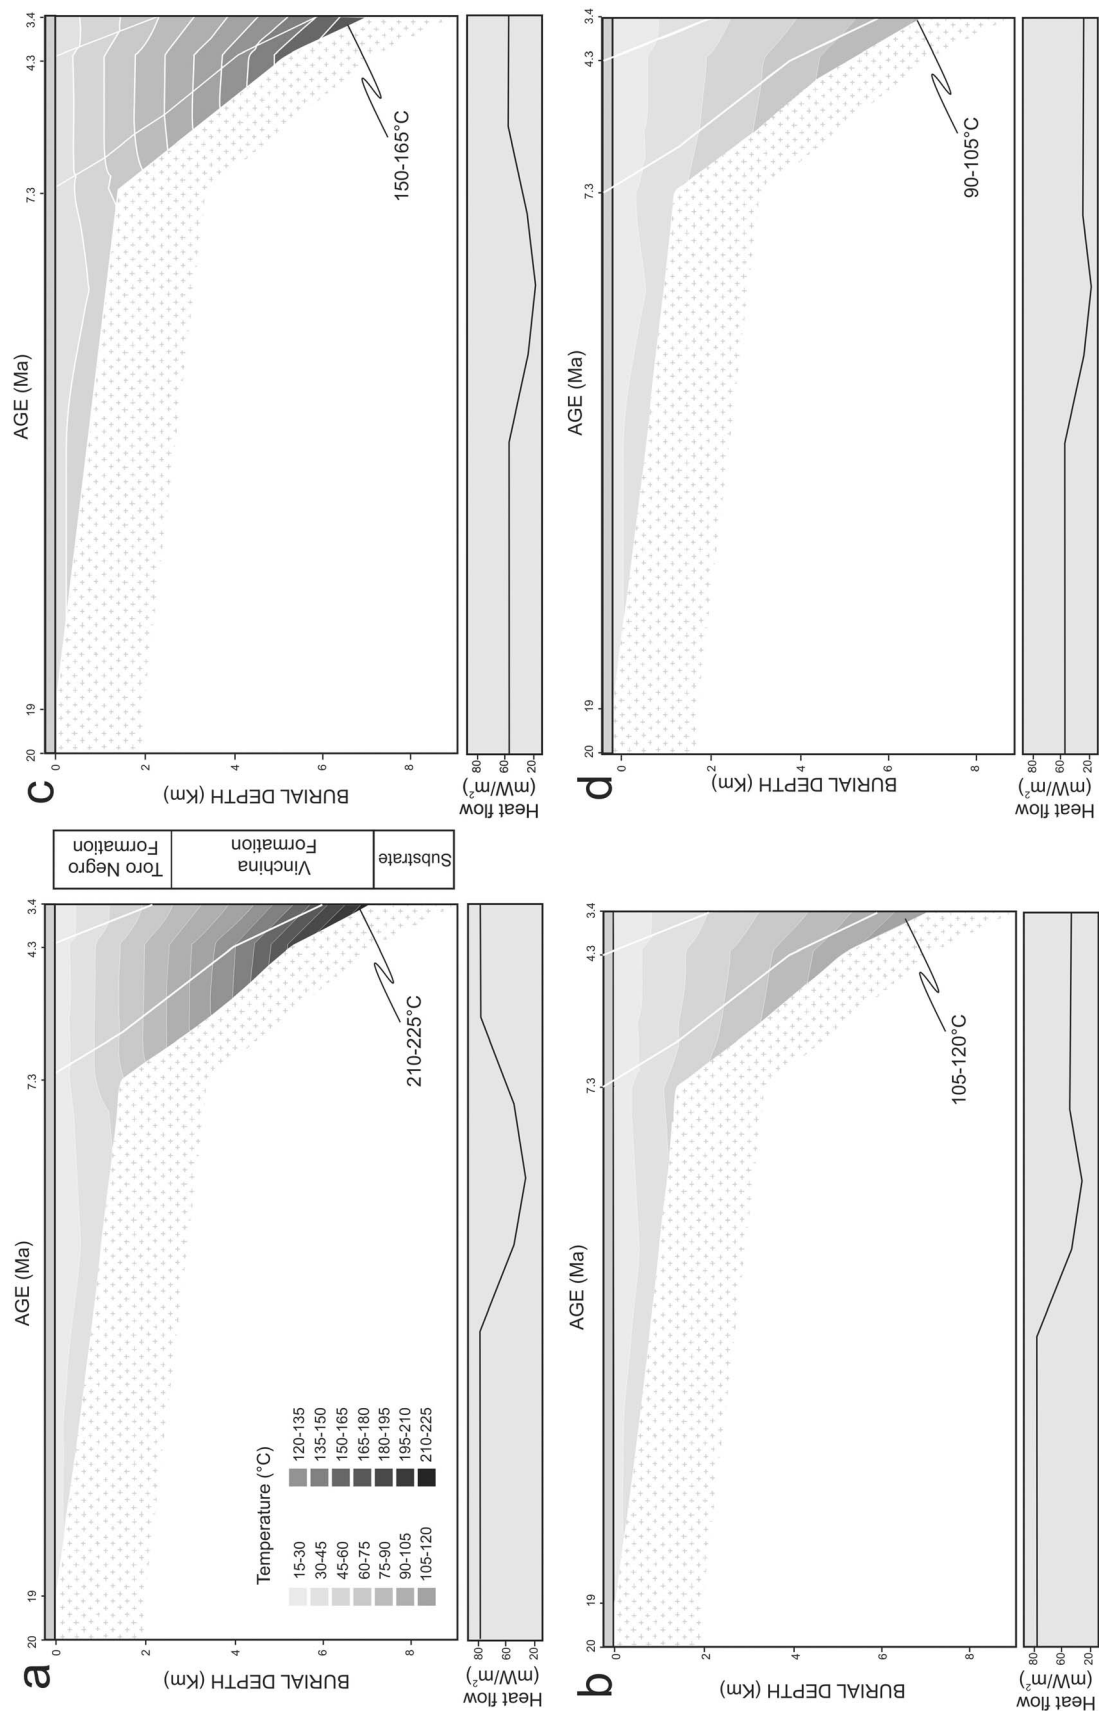 a
AGE (Ma)
20
19
7.3
4.3
3.4
0
2
4
6
8
BURIAL DEPTH (Km)
Temperature (°C)
15-30
30-45
45-60
60-75
75-90
90-105
105-120
120-135
135-150
150-165
165-180
180-195
195-210
210-225
210-225°C
Toro Negro
Formation
Vinchina
Formation
Substrate
80
60
20
Heat flow
(mW/m²)
c
AGE (Ma)
20
19
7.3
4.3
3.4
0
2
4
6
8
BURIAL DEPTH (Km)
150-165°C
80
60
20
Heat flow
(mW/m²)
b
AGE (Ma)
20
19
7.3
4.3
3.4
0
2
4
6
8
BURIAL DEPTH (Km)
105-120°C
80
60
20
Heat flow
(mW/m²)
d
AGE (Ma)
20
19
7.3
4.3
3.4
0
2
4
6
8
BURIAL DEPTH (Km)
90-105°C
80
60
20
Heat flow
(mW/m²)